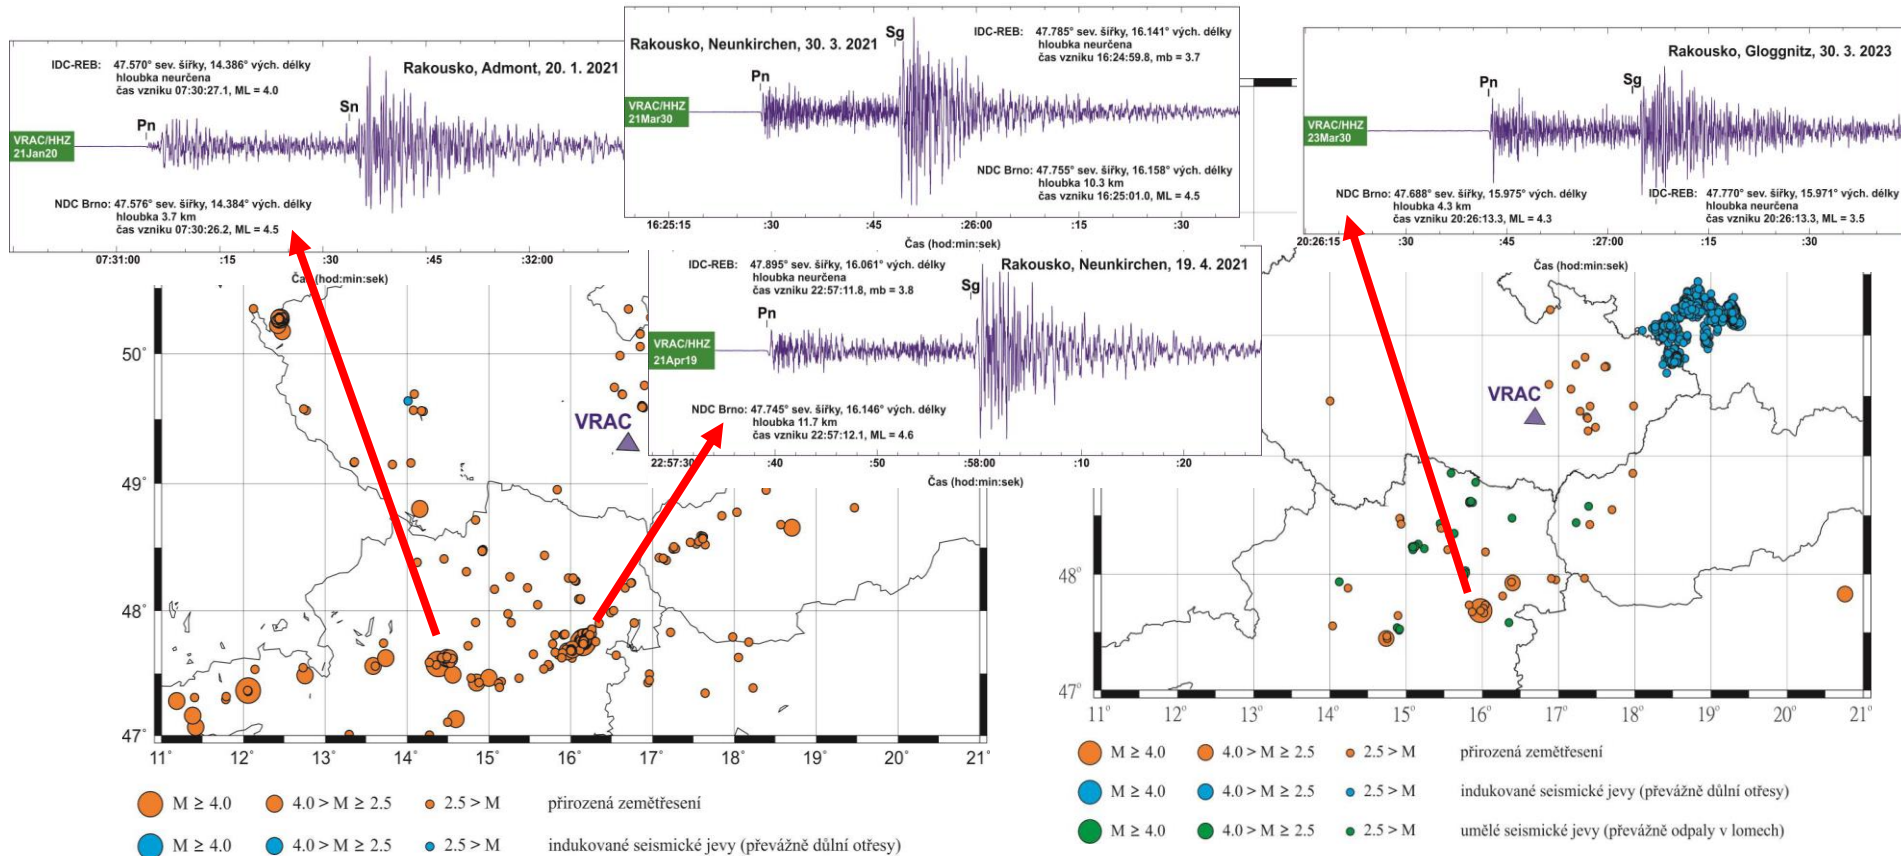 IDC-REB: 47.570° sev. šířky, 14.386° vých. délky
hloubka neurčena
čas vzniku 07:30:27.1, ML = 4.0
Rakousko, Admont, 20. 1. 2021
Pn
Sn
VRAC/HHZ
21Jan20
NDC Brno: 47.576° sev. šířky, 14.384° vých. délky
hloubka 3.7 km
čas vzniku 07:30:26.2, ML = 4.5
07:31:00 :15 :30 :45 :32:00
Čas (hod:min:sek)
Rakousko, Neunkirchen, 30. 3. 2021
Sg
IDC-REB: 47.785° sev. šířky, 16.141° vých. délky
hloubka neurčena
čas vzniku 16:24:59.8, mb = 3.7
Pn
VRAC/HHZ
21Mar30
NDC Brno: 47.755° sev. šířky, 16.158° vých. délky
hloubka 10.3 km
čas vzniku 16:25:01.0, ML = 4.5
16:25:15 :30 :45 :26:00 :15 :30
Čas (hod:min:sek)
IDC-REB: 47.895° sev. šířky, 16.061° vých. délky
hloubka neurčena
čas vzniku 22:57:11.8, mb = 3.8
Rakousko, Neunkirchen, 19. 4. 2021
Sg
Pn
VRAC/HHZ
21Apr19
NDC Brno: 47.745° sev. šířky, 16.146° vých. délky
hloubka 11.7 km
čas vzniku 22:57:12.1, ML = 4.6
22:57:30 :40 :50 :58:00 :10 :20
Čas (hod:min:sek)
Rakousko, Gloggnitz, 30. 3. 2023
Pn
Sg
VRAC/HHZ
23Mar30
NDC Brno: 47.688° sev. šířky, 15.975° vých. délky
hloubka 4.3 km
čas vzniku 20:26:13.3, ML = 4.3
IDC-REB: 47.770° sev. šířky, 15.971° vých. délky
hloubka neurčena
čas vzniku 20:26:13.3, ML = 3.5
20:26:15 :30 :45 :27:00 :15 :30
Čas (hod:min:sek)
50°
49°
48°
47°
VRAC
11° 12° 13° 14° 15° 16° 17° 18° 19° 20° 21°
M ≥ 4.0 4.0 > M ≥ 2.5 2.5 > M přirozená zemětřesení
M ≥ 4.0 4.0 > M ≥ 2.5 2.5 > M indukované seismické jevy (převážně důlní otřesy)
VRAC
48°
47°
11° 12° 13° 14° 15° 16° 17° 18° 19° 20° 21°
M ≥ 4.0 4.0 > M ≥ 2.5 2.5 > M přirozená zemětřesení
M ≥ 4.0 4.0 > M ≥ 2.5 2.5 > M indukované seismické jevy (převážně důlní otřesy)
M ≥ 4.0 4.0 > M ≥ 2.5 2.5 > M umělé seismické jevy (převážně odpaly v lomech)